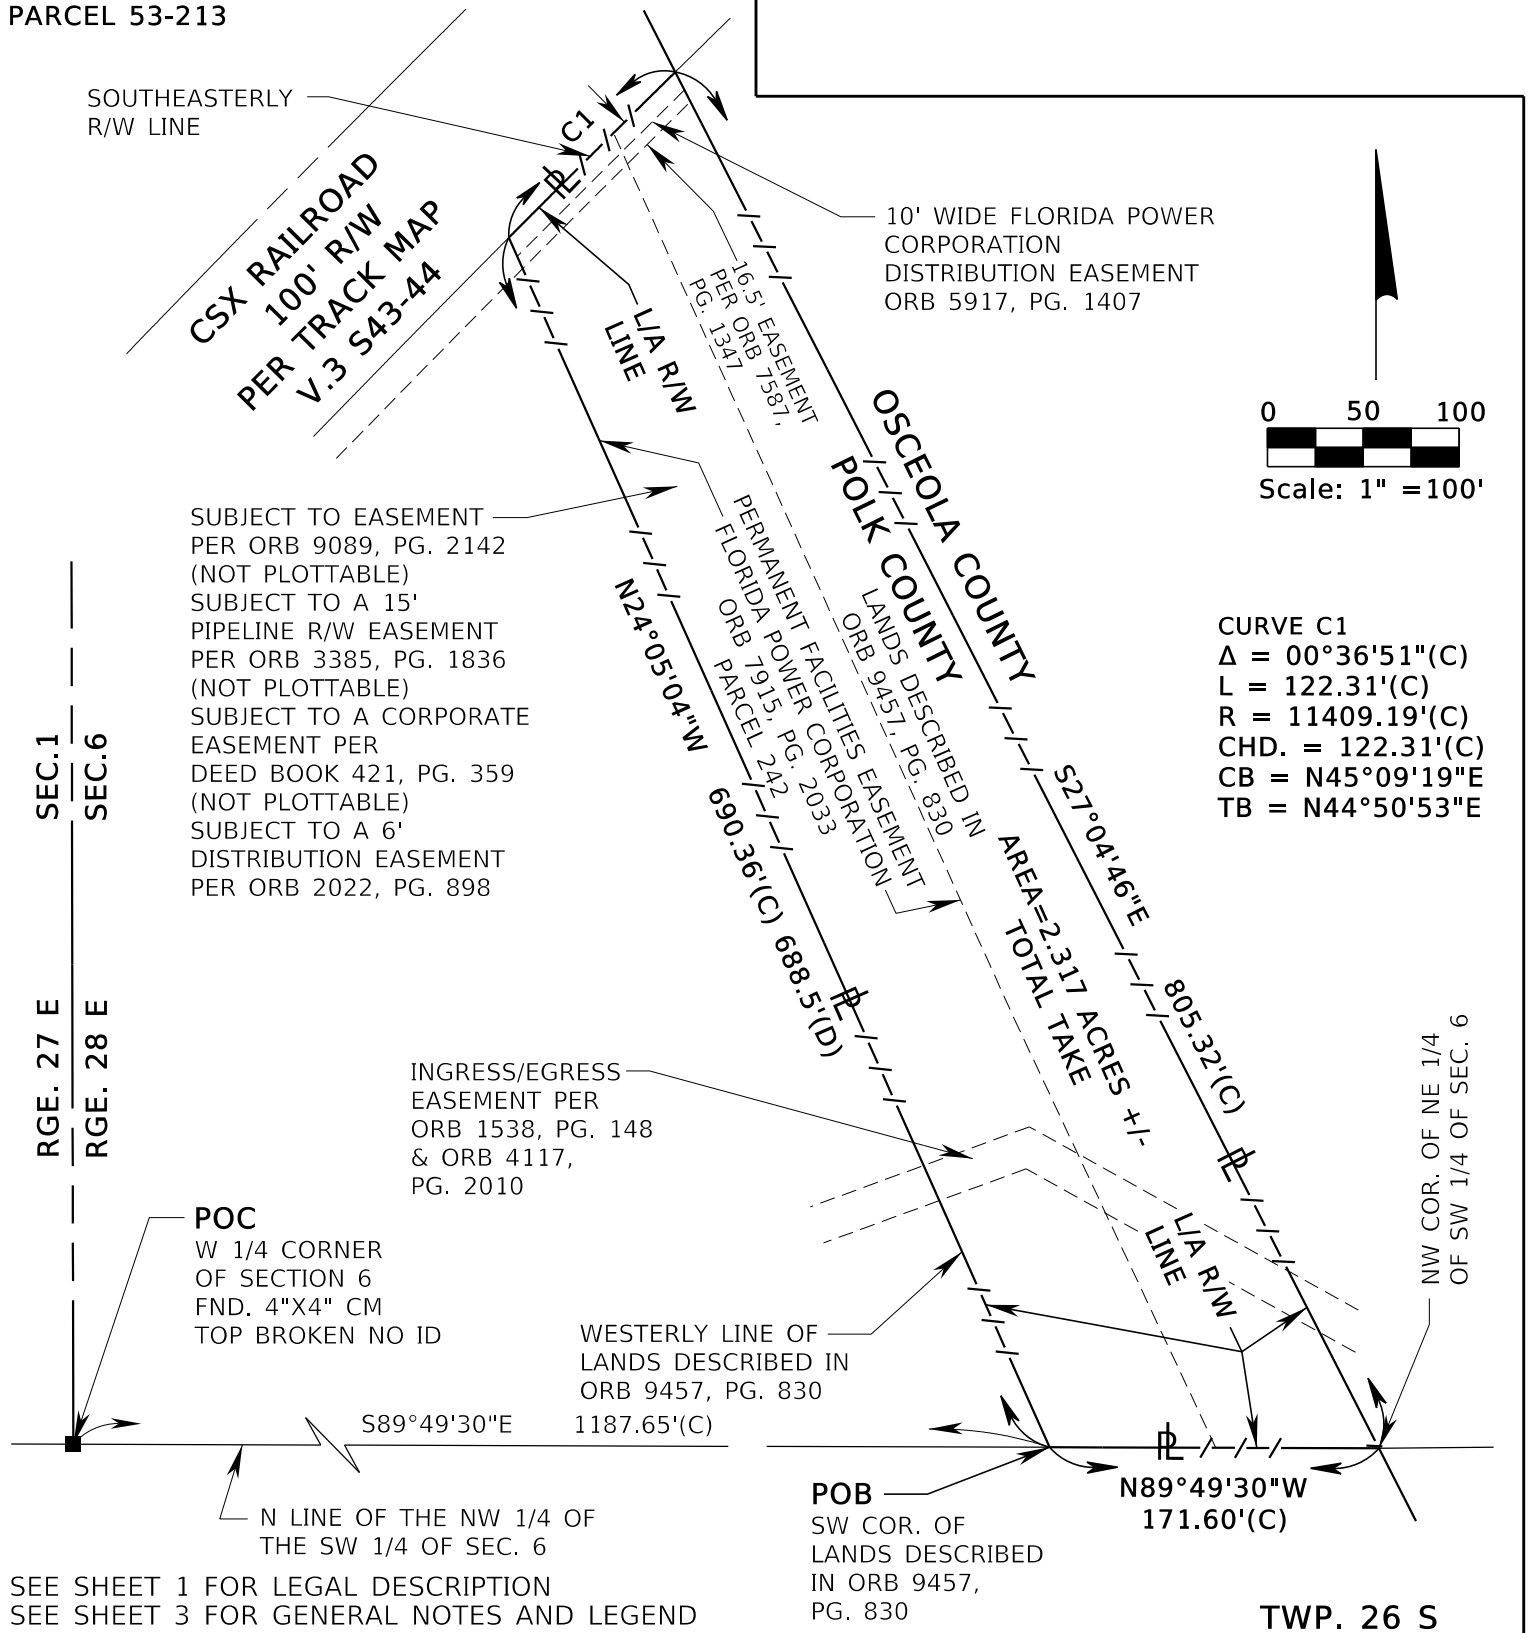 PARCEL 53-213
SOUTHEASTERLY
R/W LINE
C1
PL
CSX RAILROAD
100' R/W
PER TRACK MAP
V.3 S43-44
10' WIDE FLORIDA POWER
CORPORATION
DISTRIBUTION EASEMENT
ORB 5917, PG. 1407
16.5' EASEMENT
PER ORB 7587,
PG. 1347
L/A R/W
LINE
0 50 100
Scale: 1" =100'
OSCEOLA COUNTY
POLK COUNTY
SUBJECT TO EASEMENT
PER ORB 9089, PG. 2142
(NOT PLOTTABLE)
SUBJECT TO A 15'
PIPELINE R/W EASEMENT
PER ORB 3385, PG. 1836
(NOT PLOTTABLE)
SUBJECT TO A CORPORATE
EASEMENT PER
DEED BOOK 421, PG. 359
(NOT PLOTTABLE)
SUBJECT TO A 6'
DISTRIBUTION EASEMENT
PER ORB 2022, PG. 898
PERMANENT FACILITIES EASEMENT
FLORIDA POWER CORPORATION
ORB 7915, PG. 2033
PARCEL 242
LANDS DESCRIBED IN
ORB 9457, PG. 830
N24°05'04"W
690.36'(C) 688.5'(D)
PL
CURVE C1
Δ = 00°36'51"(C)
L = 122.31'(C)
R = 11409.19'(C)
CHD. = 122.31'(C)
CB = N45°09'19"E
TB = N44°50'53"E
S27°04'46"E
805.32'(C)
PL
AREA=2.317 ACRES +/-
TOTAL TAKE
SEC.1
SEC.6
RGE. 27 E
RGE. 28 E
INGRESS/EGRESS
EASEMENT PER
ORB 1538, PG. 148
& ORB 4117,
PG. 2010
NW COR. OF NE 1/4
OF SW 1/4 OF SEC. 6
L/A R/W
LINE
POC
W 1/4 CORNER
OF SECTION 6
FND. 4"X4" CM
TOP BROKEN NO ID
WESTERLY LINE OF
LANDS DESCRIBED IN
ORB 9457, PG. 830
S89°49'30"E 1187.65'(C)
PL
N89°49'30"W
171.60'(C)
POB
SW COR. OF
LANDS DESCRIBED
IN ORB 9457,
PG. 830
N LINE OF THE NW 1/4 OF
THE SW 1/4 OF SEC. 6
SEE SHEET 1 FOR LEGAL DESCRIPTION
SEE SHEET 3 FOR GENERAL NOTES AND LEGEND
TWP. 26 S